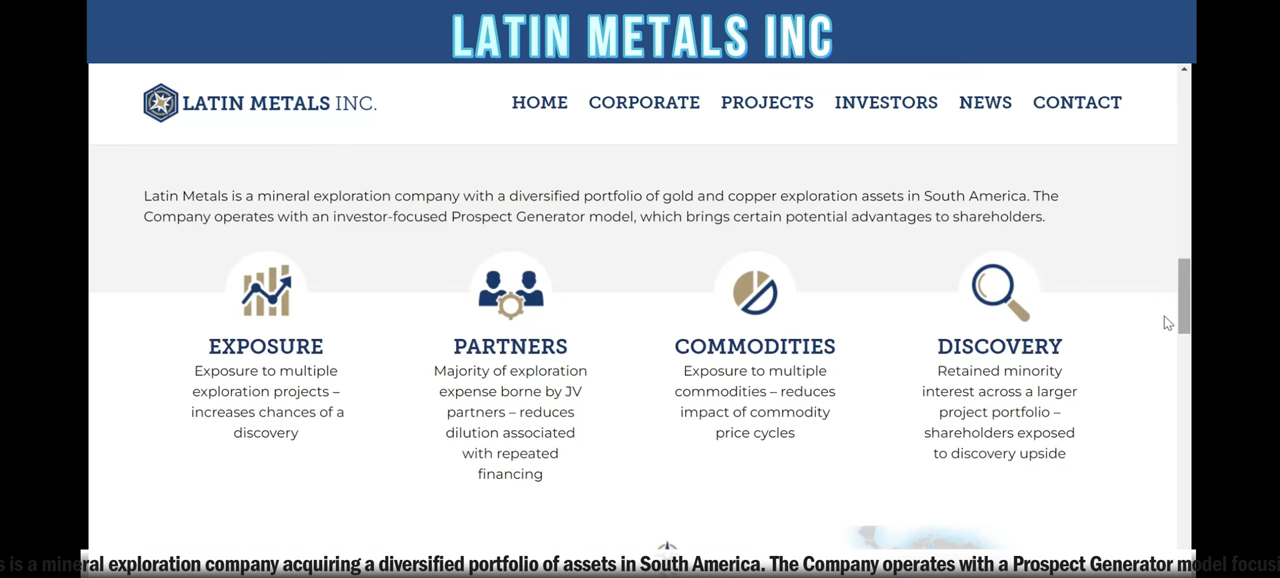 LATIN METALS INC
LATIN METALS INC.
HOME CORPORATE PROJECTS INVESTORS NEWS CONTACT
Latin Metals is a mineral exploration company with a diversified portfolio of gold and copper exploration assets in South America. The
Company operates with an investor-focused Prospect Generator model, which brings certain potential advantages to shareholders.
EXPOSURE
Exposure to multiple
exploration projects –
increases chances of a
discovery
PARTNERS
Majority of exploration
expense borne by JV
partners – reduces
dilution associated
with repeated
financing
COMMODITIES
Exposure to multiple
commodities – reduces
impact of commodity
price cycles
DISCOVERY
Retained minority
interest across a larger
project portfolio –
shareholders exposed
to discovery upside
s is a mineral exploration company acquiring a diversified portfolio of assets in South America. The Company operates with a Prospect Generator model focus